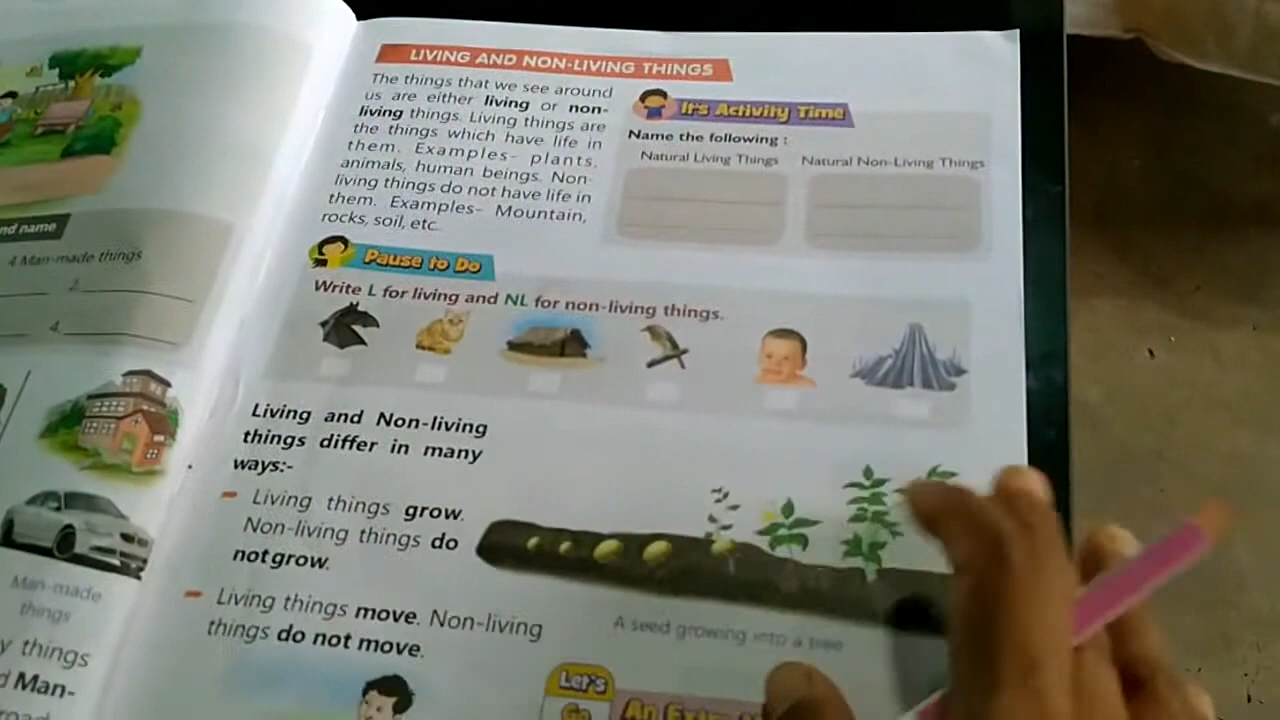 nd name
4 Man-made things
2.
4.
Man-made
things
y things
d Man-
road
LIVING AND NON-LIVING THINGS
The things that we see around
us are either living or non-
living things. Living things are
the things which have life in
them. Examples- plants,
animals, human beings. Non-
living things do not have life in
them. Examples- Mountain,
rocks, soil, etc.
It's Activity Time
Name the following :
Natural Living Things
Natural Non-Living Things
Pause to Do
Write L for living and NL for non-living things.
Living and Non-living
things differ in many
ways:-
Living things grow.
Non-living things do
not grow.
Living things move. Non-living
things do not move.
A seed growing into a tree
Let's
Go
An